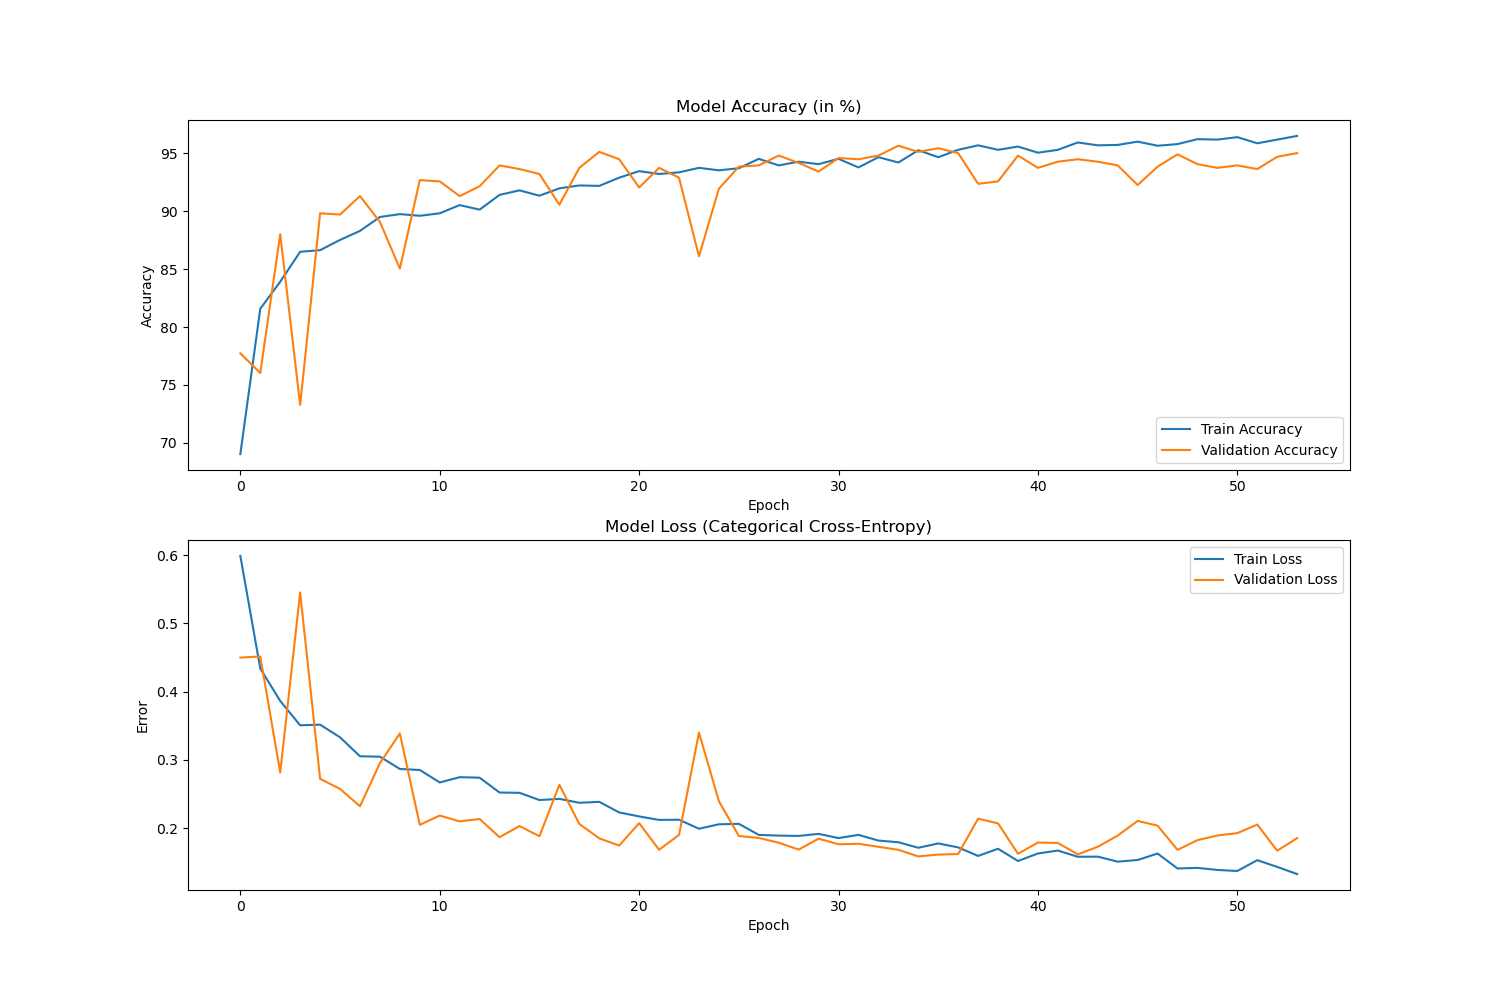 Model Accuracy (in %)
95
90
85
80
75
70
Accuracy
Train Accuracy
Validation Accuracy
0 10 20 30 40 50
Epoch
Model Loss (Categorical Cross-Entropy)
0.6
0.5
0.4
0.3
0.2
Error
Train Loss
Validation Loss
0 10 20 30 40 50
Epoch